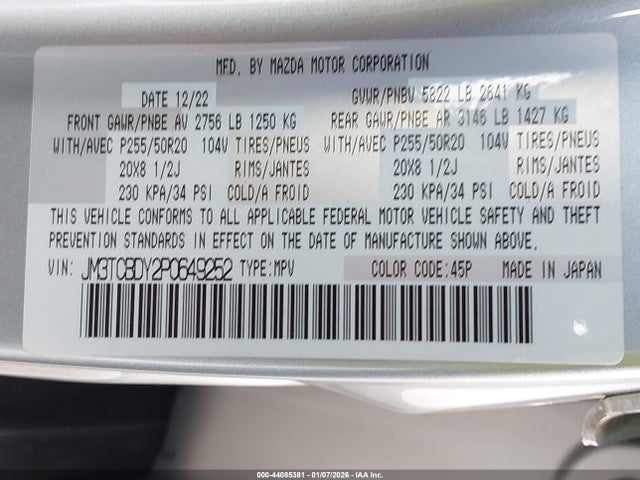 MFD. BY MAZDA MOTOR CORPORATION
DATE 12/22 GVWR/PNBV 5822 LB 2641 KG
FRONT GAWR/PNBE AV 2756 LB 1250 KG REAR GAWR/PNBE AR 3146 LB 1427 KG
WITH/AVEC P255/50R20 104V TIRES/PNEUS WITH/AVEC P255/50R20 104V TIRES/PNEUS
20X8 1/2J RIMS/JANTES 20X8 1/2J RIMS/JANTES
230 KPA/34 PSI COLD/A FROID 230 KPA/34 PSI COLD/A FROID
THIS VEHICLE CONFORMS TO ALL APPLICABLE FEDERAL MOTOR VEHICLE SAFETY AND THEFT
PREVENTION STANDARDS IN EFFECT ON THE DATE OF MANUFACTURE SHOWN ABOVE.
VIN: JM3TCBDY2P0649252 TYPE:MPV COLOR CODE:45P MADE IN JAPAN
000-44085381 - 01/07/2026 - IAA Inc.